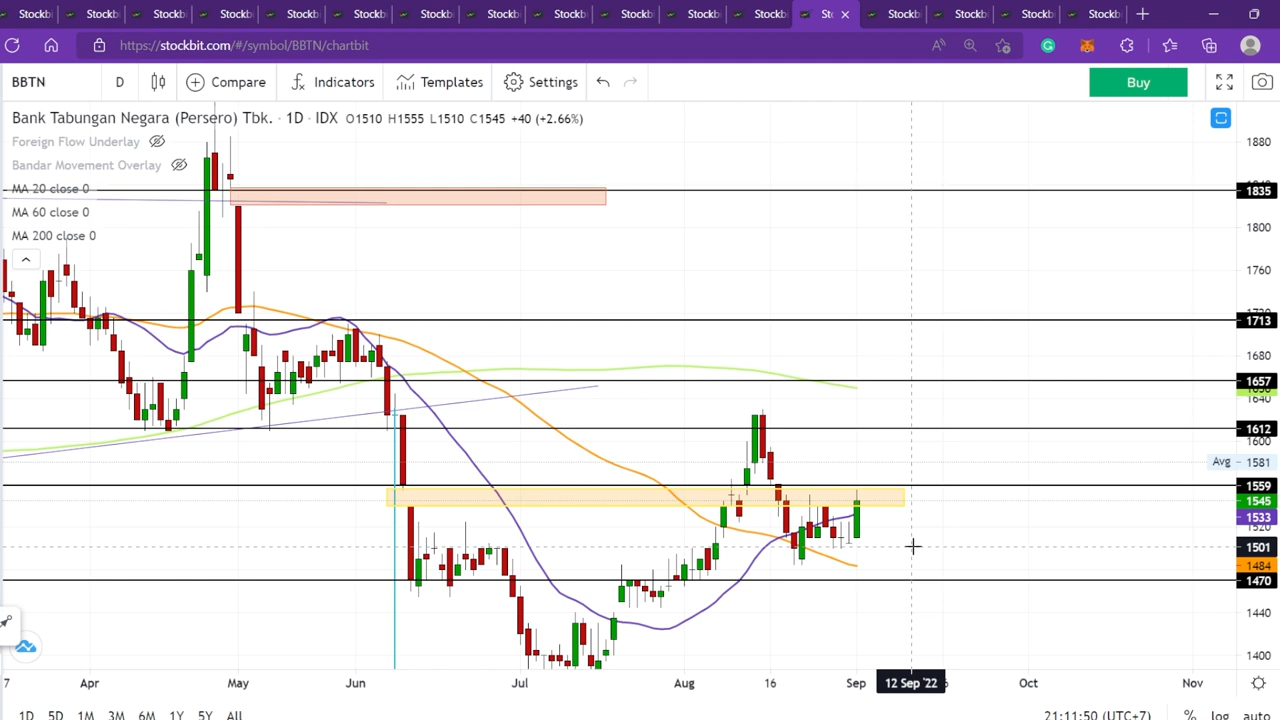 Stockbi Stockb Stockb Stockb Stockb Stockb Stockb Stockb Stockb Stockb Stockb Stockb St Stockb Stockb Stockb Stockb
https://stockbit.com/#/symbol/BBTN/chartbit
BBTN D Compare Indicators Templates Settings Buy
Bank Tabungan Negara (Persero) Tbk. · 1D · IDX O1510 H1555 L1510 C1545 +40 (+2.66%)
Foreign Flow Underlay
Bandar Movement Overlay
MA 20 close 0
MA 60 close 0
MA 200 close 0
1880
1835
1800
1760
1713
1680
1657
1640
1612
1600
Avg 1581
1559
1545
1533
1520
1501
1484
1470
1440
1400
7 Apr May Jun Jul Aug 16 Sep 12 Sep '22 Oct Nov
1D 5D 1M 3M 6M 1Y 5Y All 21:11:50 (UTC+7) % log auto